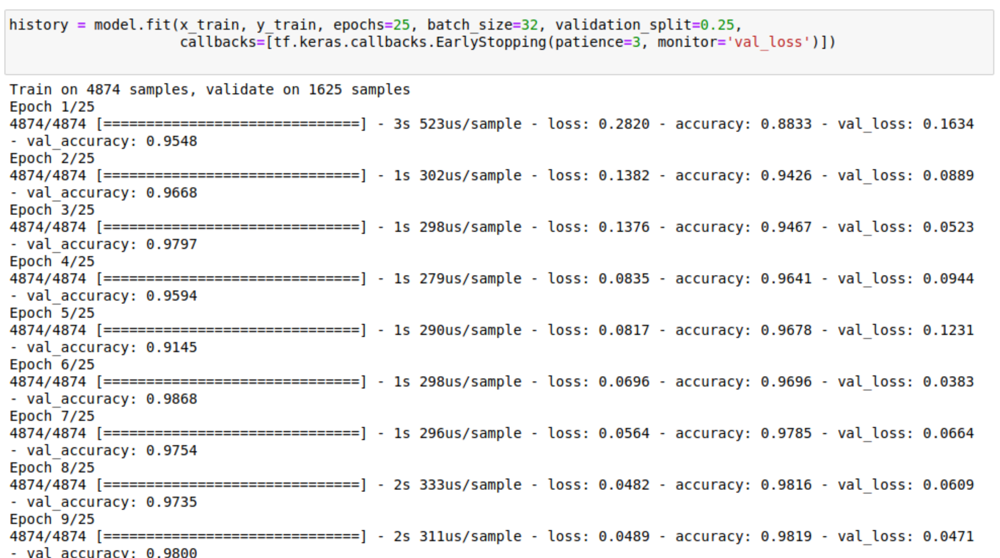 history = model.fit(x_train, y_train, epochs=25, batch_size=32, validation_split=0.25,
callbacks=[tf.keras.callbacks.EarlyStopping(patience=3, monitor='val_loss')])
Train on 4874 samples, validate on 1625 samples
Epoch 1/25
4874/4874 [==============================] - 3s 523us/sample - loss: 0.2820 - accuracy: 0.8833 - val_loss: 0.1634
- val_accuracy: 0.9548
Epoch 2/25
4874/4874 [==============================] - 1s 302us/sample - loss: 0.1382 - accuracy: 0.9426 - val_loss: 0.0889
- val_accuracy: 0.9668
Epoch 3/25
4874/4874 [==============================] - 1s 298us/sample - loss: 0.1376 - accuracy: 0.9467 - val_loss: 0.0523
- val_accuracy: 0.9797
Epoch 4/25
4874/4874 [==============================] - 1s 279us/sample - loss: 0.0835 - accuracy: 0.9641 - val_loss: 0.0944
- val_accuracy: 0.9594
Epoch 5/25
4874/4874 [==============================] - 1s 290us/sample - loss: 0.0817 - accuracy: 0.9678 - val_loss: 0.1231
- val_accuracy: 0.9145
Epoch 6/25
4874/4874 [==============================] - 1s 298us/sample - loss: 0.0696 - accuracy: 0.9696 - val_loss: 0.0383
- val_accuracy: 0.9868
Epoch 7/25
4874/4874 [==============================] - 1s 296us/sample - loss: 0.0564 - accuracy: 0.9785 - val_loss: 0.0664
- val_accuracy: 0.9754
Epoch 8/25
4874/4874 [==============================] - 2s 333us/sample - loss: 0.0482 - accuracy: 0.9816 - val_loss: 0.0609
- val_accuracy: 0.9735
Epoch 9/25
4874/4874 [==============================] - 2s 311us/sample - loss: 0.0489 - accuracy: 0.9819 - val_loss: 0.0471
- val_accuracy: 0.9800